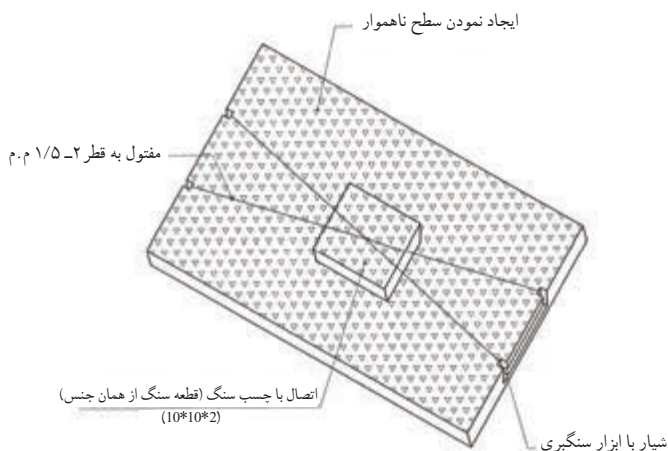 ایجاد نمودن سطح ناهموار
مفتول به قطر ۲ـ ۱/۵ م.م
اتصال با چسب سنگ (قطعه سنگ از همان جنس)
(10*10*2)
شیار با ابزار سنگبری